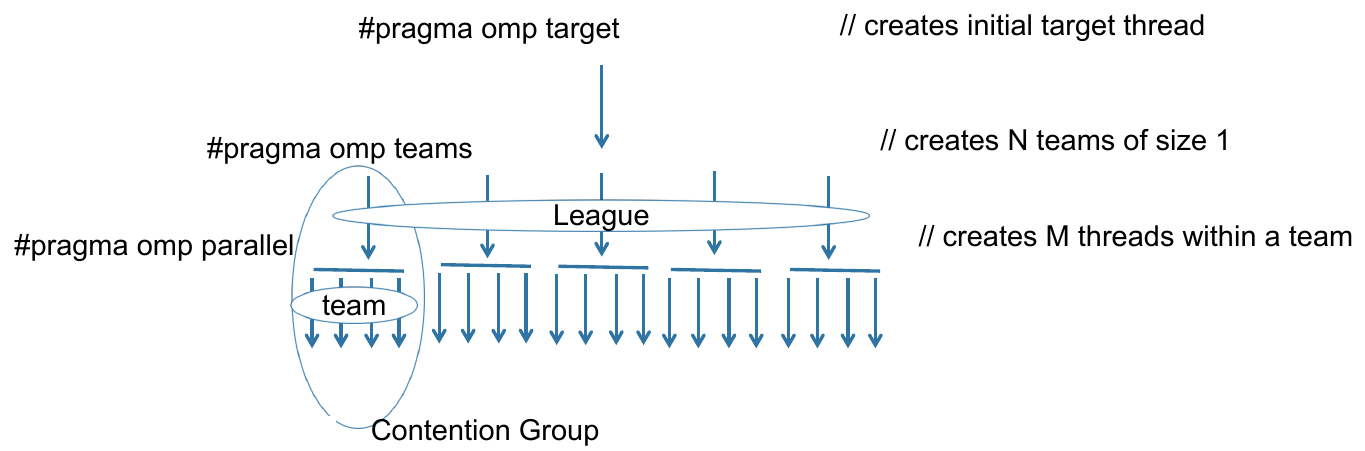 #pragma omp target
// creates initial target thread
#pragma omp teams
// creates N teams of size 1
League
#pragma omp parallel
// creates M threads within a team
team
Contention Group